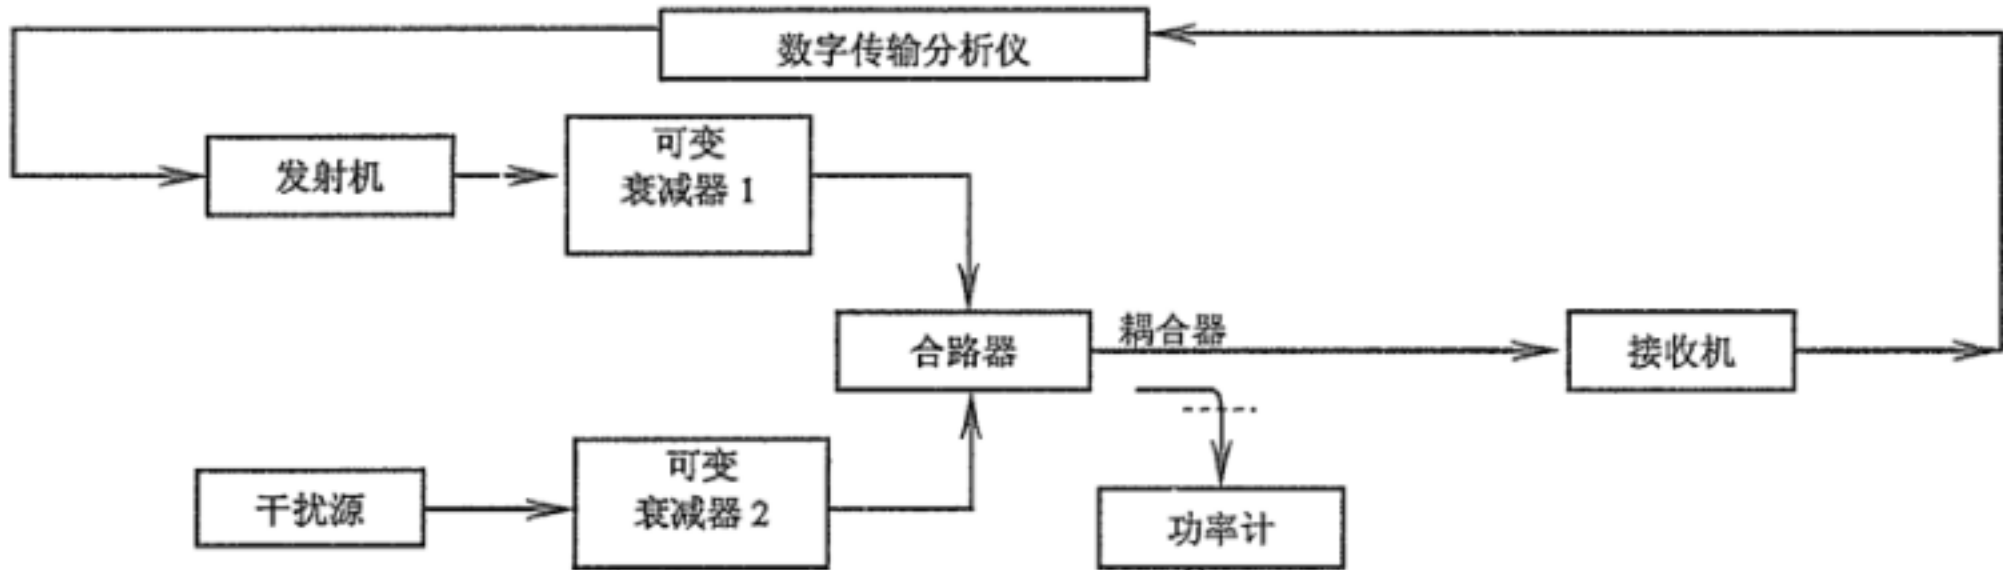 数字传输分析仪
发射机
可变
衰减器 1
合路器
耦合器
接收机
干扰源
可变
衰减器 2
功率计